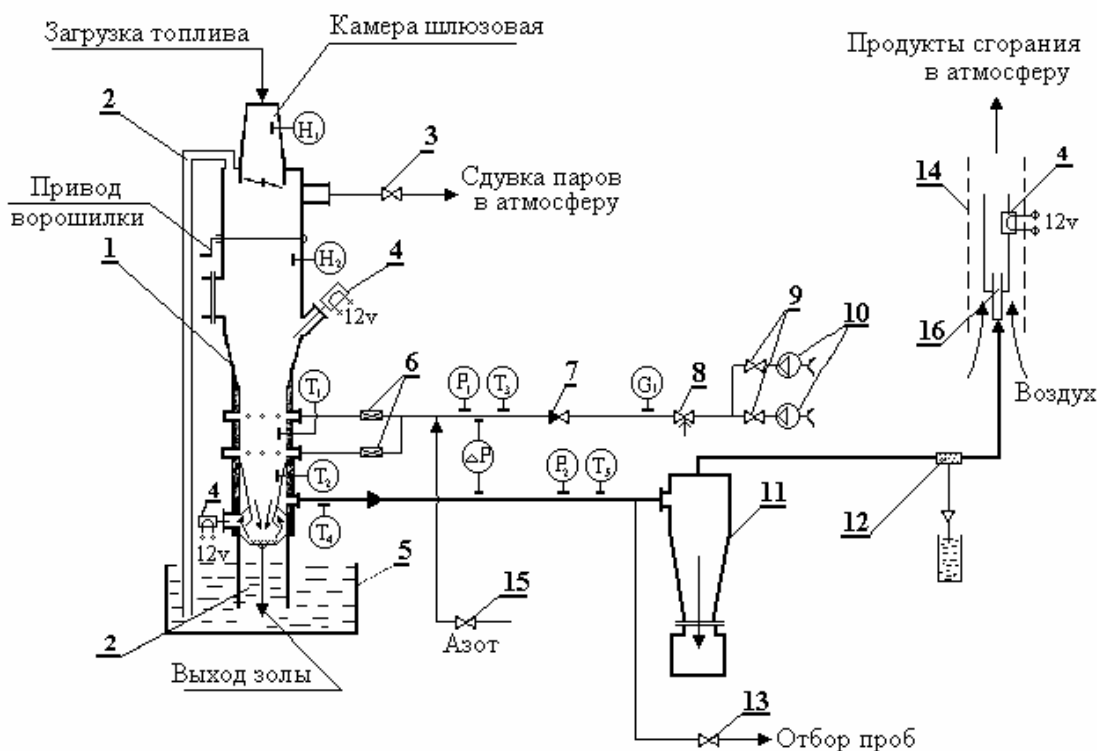 Загрузка топлива
Камера шлюзовая
Продукты сгорания
в атмосферу
2
H₁
3
Сдувка паров
в атмосферу
14
4
12v
Привод
ворошилки
1
H₂
4
12v
9
10
16
Воздух
6
P₁
T₃
7
G₁
8
T₁
ΔP
T₂
P₂
T₅
4
12v
T₄
11
12
5
15
Азот
2
Выход золы
13
Отбор проб